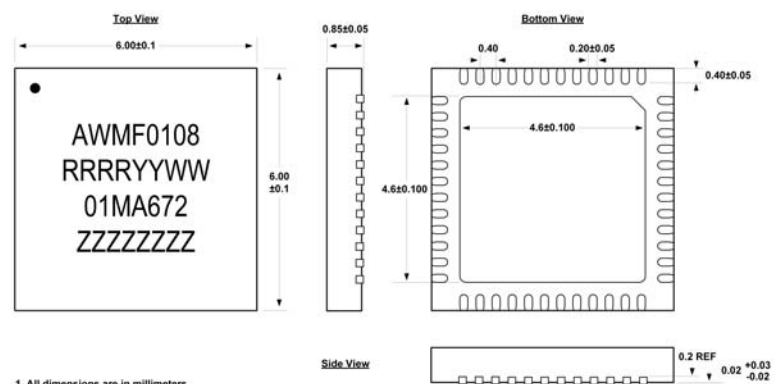 Top View
Bottom View
6.00±0.1
0.85±0.05
0.40
0.20±0.05
0.40±0.05
AWMF0108
RRRRYYWW
01MA672
ZZZZZZZZ
6.00
±0.1
4.6±0.100
4.6±0.100
Side View
0.2 REF
0.02 +0.03
-0.02
1. All dimensions are in millimeters